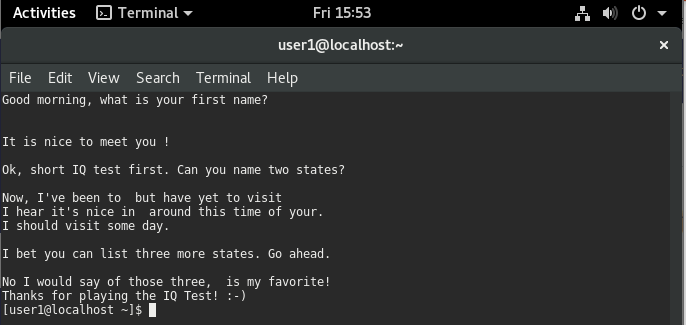 Activities Terminal Fri 15:53
user1@localhost:~ ×
File Edit View Search Terminal Help
Good morning, what is your first name?
It is nice to meet you !
Ok, short IQ test first. Can you name two states?
Now, I've been to  but have yet to visit
I hear it's nice in  around this time of your.
I should visit some day.
I bet you can list three more states. Go ahead.
No I would say of those three,  is my favorite!
Thanks for playing the IQ Test! :-)
[user1@localhost ~]$